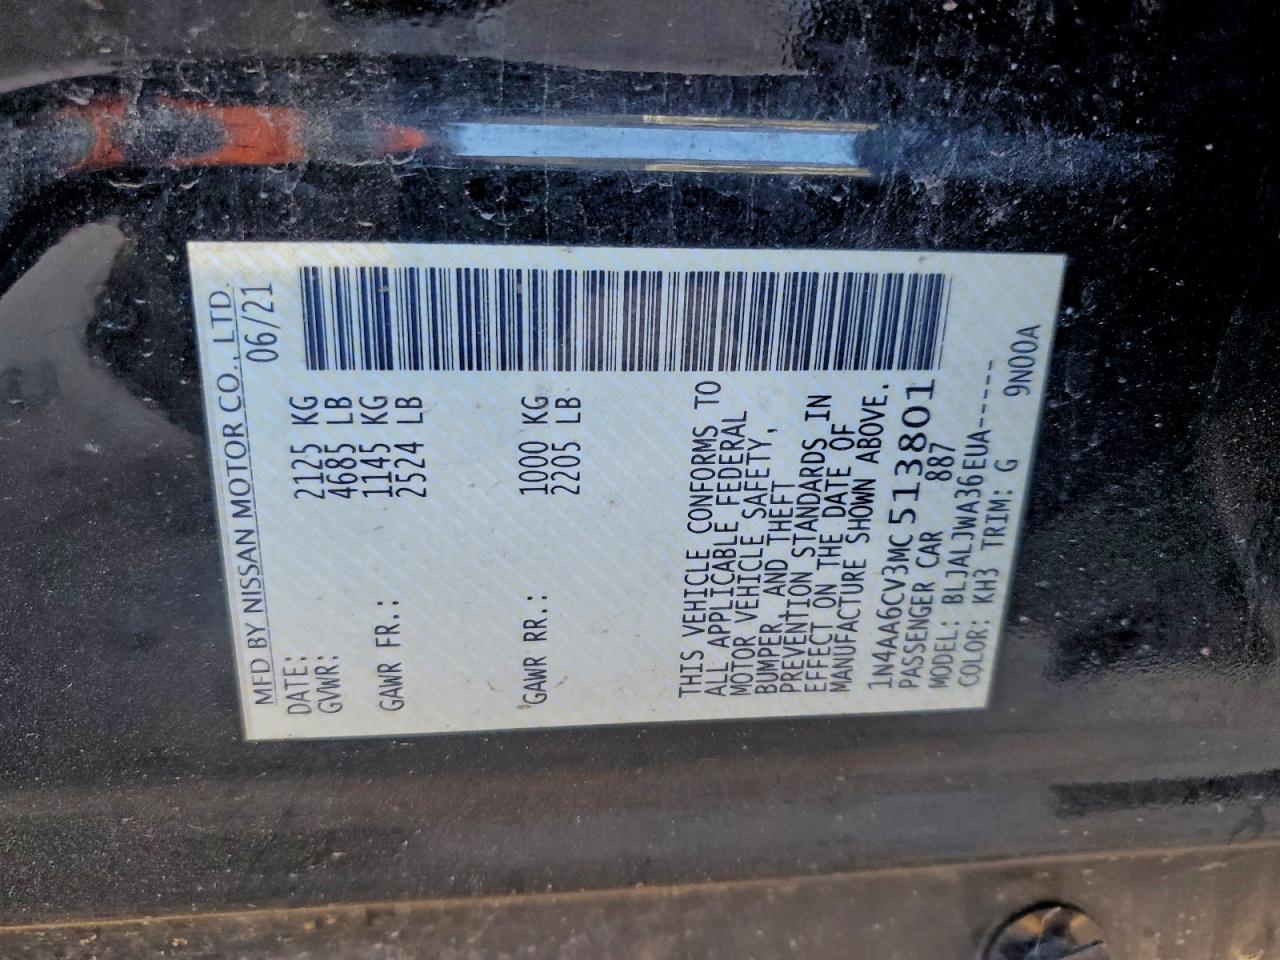 MFD BY NISSAN MOTOR CO., LTD.
DATE: 06/21
GVWR: 2125 KG
4685 LB
GAWR FR.: 1145 KG
2524 LB
GAWR RR.: 1000 KG
2205 LB
THIS VEHICLE CONFORMS TO
ALL APPLICABLE FEDERAL
MOTOR VEHICLE SAFETY,
BUMPER, AND THEFT
PREVENTION STANDARDS IN
EFFECT ON THE DATE OF
MANUFACTURE SHOWN ABOVE.
1N4AA6CV3MC513801
PASSENGER CAR 887
MODEL: BLJALJWA36EUA-----
COLOR: KH3 TRIM: G 9N00A